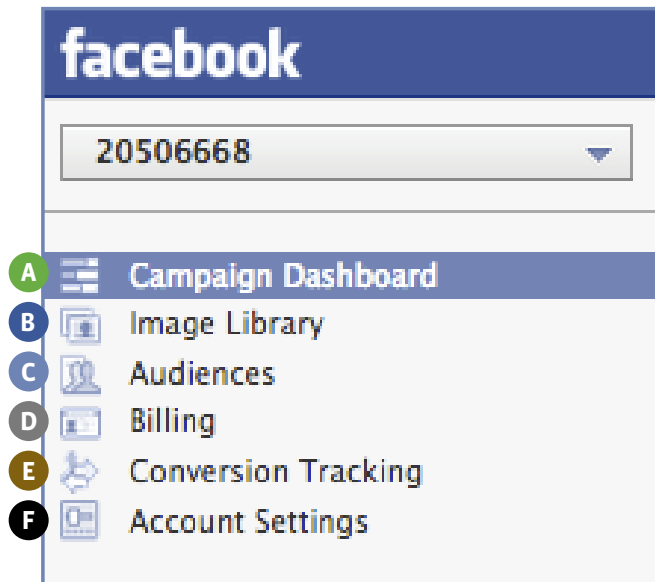 facebook
20506668
A Campaign Dashboard
B Image Library
C Audiences
D Billing
E Conversion Tracking
F Account Settings